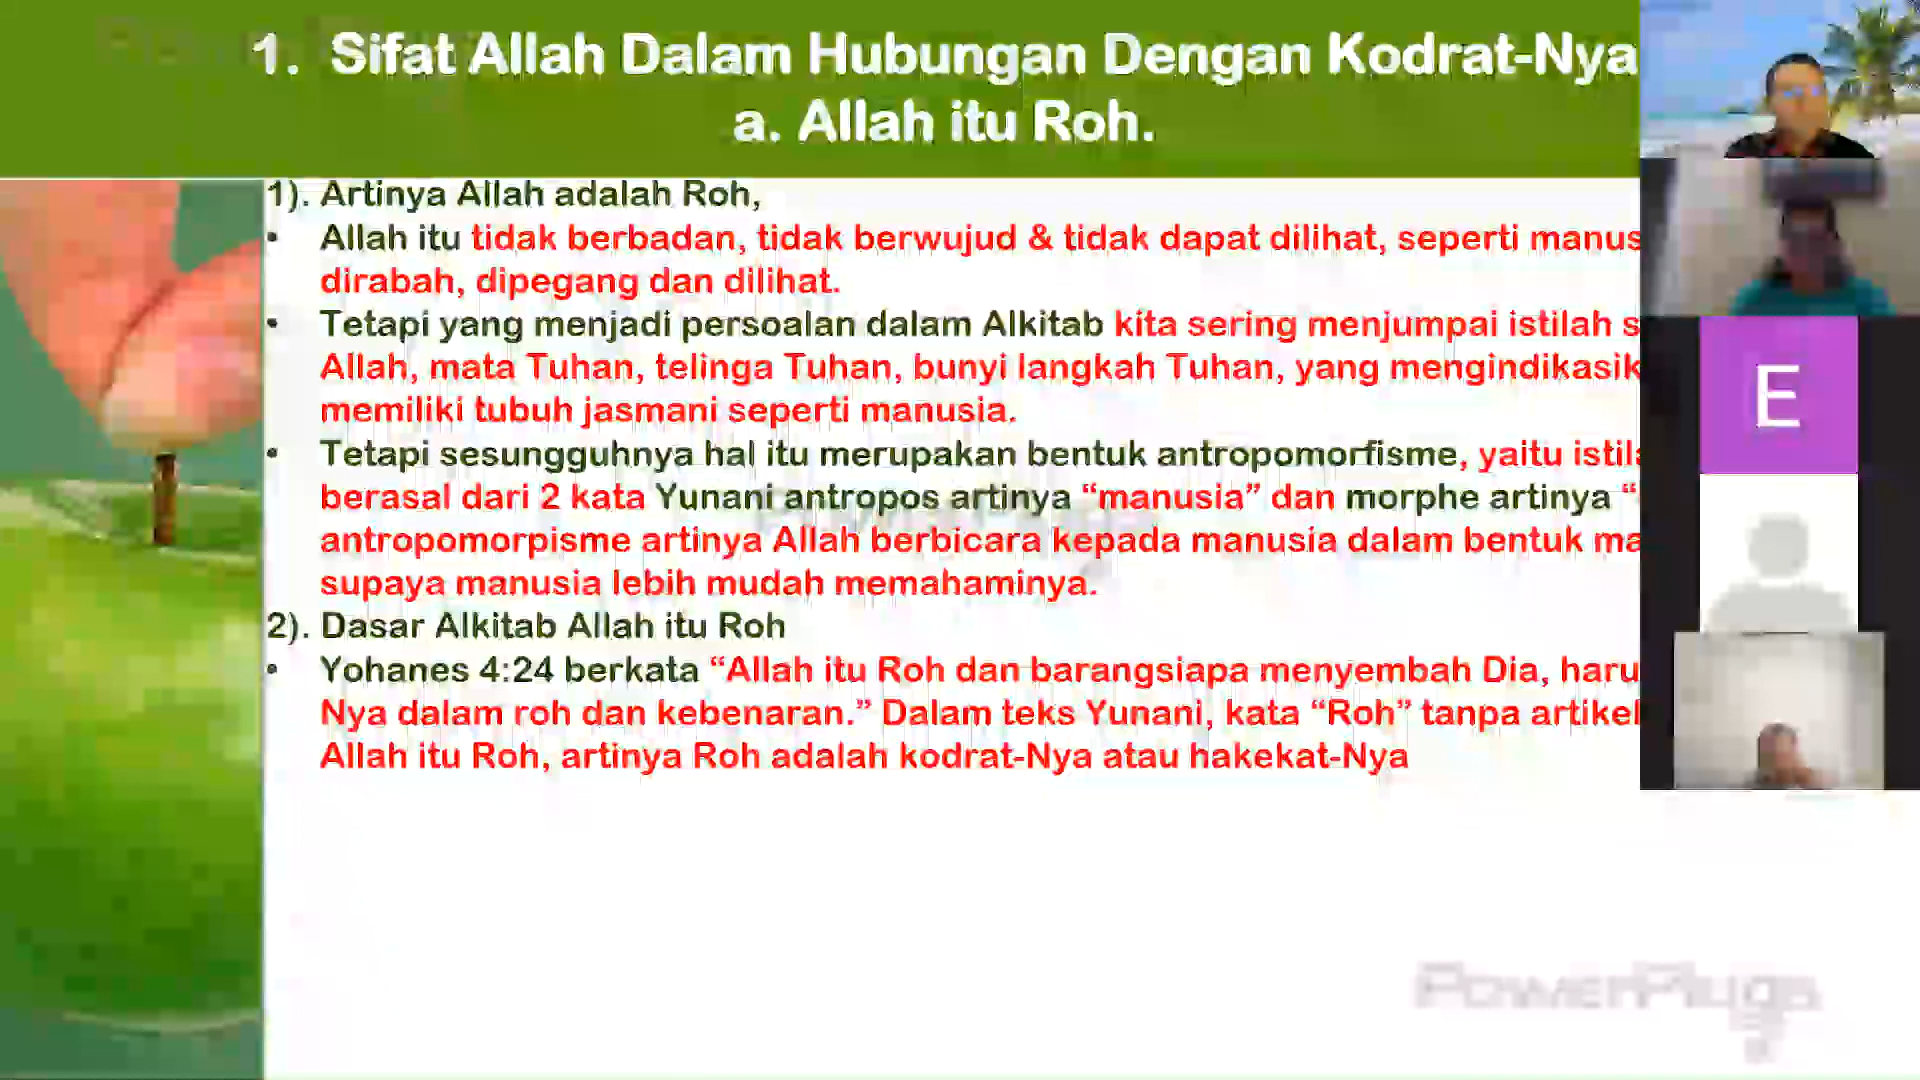 1. Sifat Allah Dalam Hubungan Dengan Kodrat-Nya
a. Allah itu Roh.
1). Artinya Allah adalah Roh,
• Allah itu tidak berbadan, tidak berwujud & tidak dapat dilihat, seperti manus
dirabah, dipegang dan dilihat.
• Tetapi yang menjadi persoalan dalam Alkitab kita sering menjumpai istilah s
Allah, mata Tuhan, telinga Tuhan, bunyi langkah Tuhan, yang mengindikasik
memiliki tubuh jasmani seperti manusia.
• Tetapi sesungguhnya hal itu merupakan bentuk antropomorfisme, yaitu istila
berasal dari 2 kata Yunani antropos artinya “manusia” dan morphe artinya “
antropomorpisme artinya Allah berbicara kepada manusia dalam bentuk ma
supaya manusia lebih mudah memahaminya.
2). Dasar Alkitab Allah itu Roh
• Yohanes 4:24 berkata “Allah itu Roh dan barangsiapa menyembah Dia, haru
Nya dalam roh dan kebenaran.” Dalam teks Yunani, kata “Roh” tanpa artikel
Allah itu Roh, artinya Roh adalah kodrat-Nya atau hakekat-Nya
E
PowerPlugs